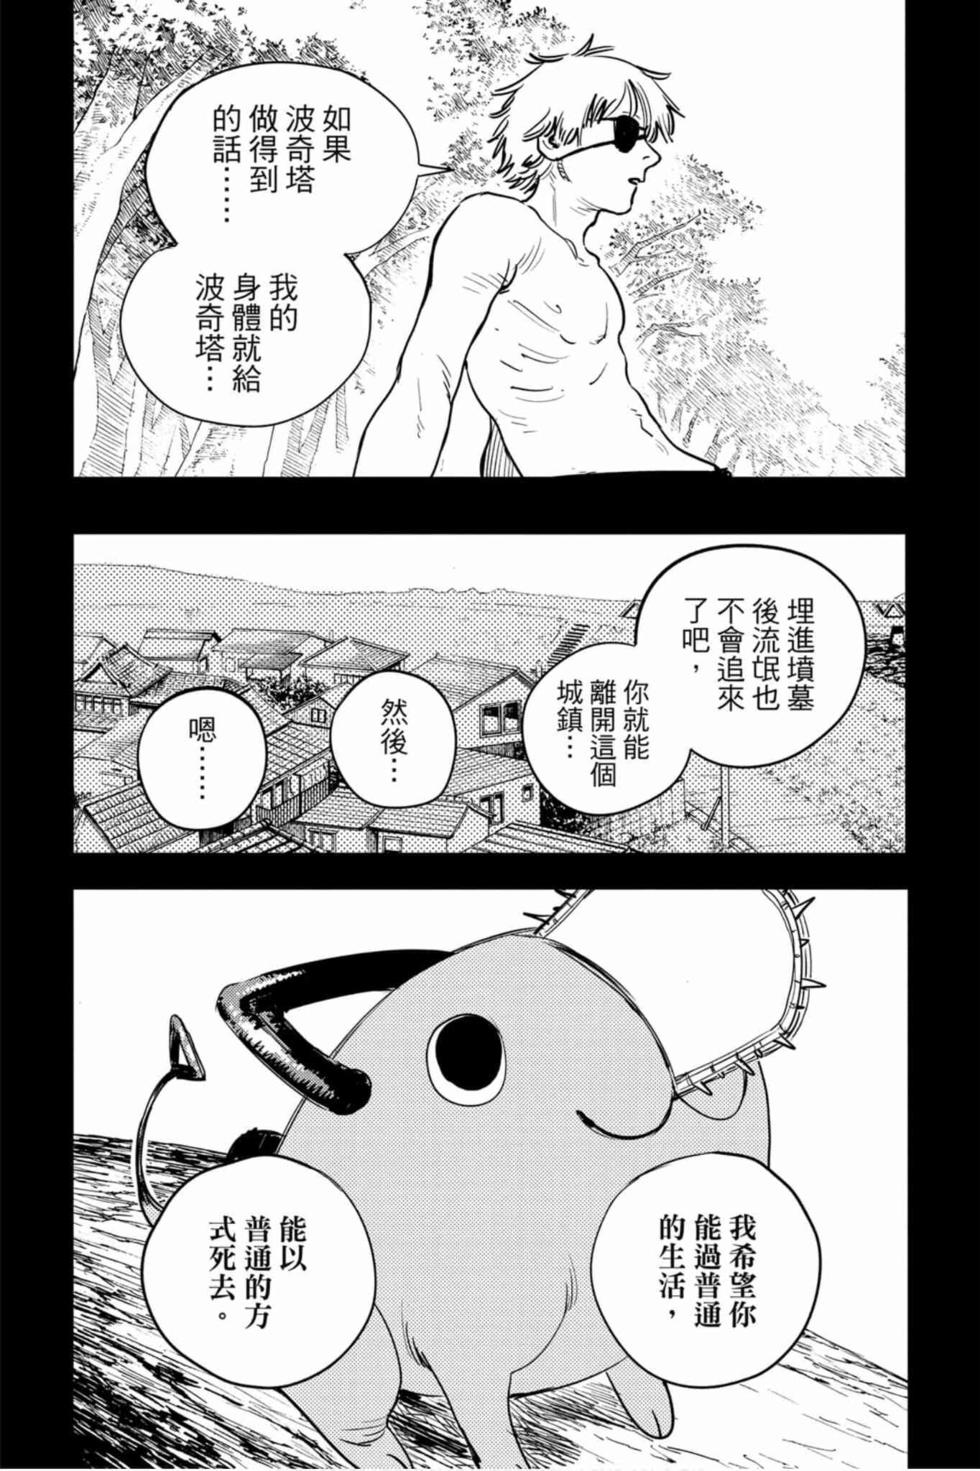 如果
波奇塔
做得到
的話……
我的
身體就給
波奇塔…
埋進墳墓
後流氓也
不會追來
了吧，
你就能
離開這個
城鎮…
然後…
嗯……
我希望你
能過普通
的生活，
能以
普通的方
式死去。